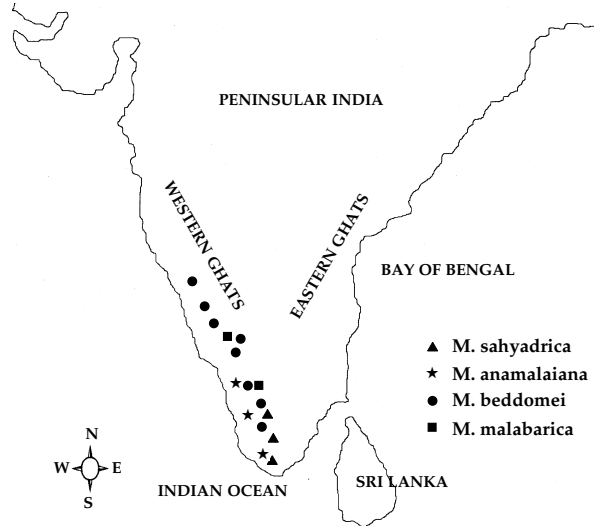 PENINSULAR INDIA
WESTERN GHATS
EASTERN GHATS
BAY OF BENGAL
M. sahyadrica
M. anamalaiana
M. beddomei
M. malabarica
N
W E
S
INDIAN OCEAN
SRI LANKA